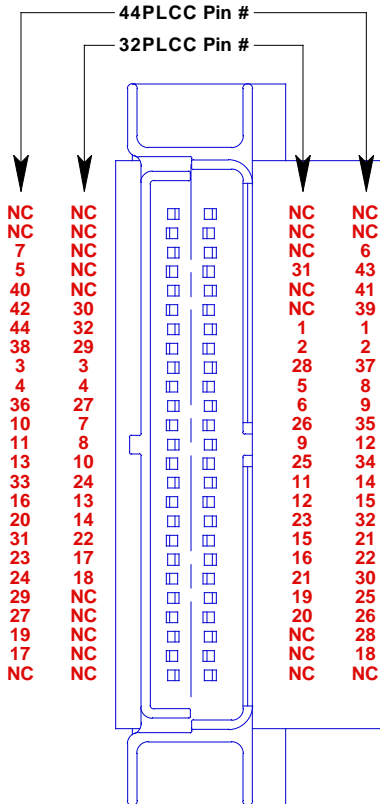 44PLCC Pin #
32PLCC Pin #
NC NC NC NC
NC NC NC NC
7 NC NC 6
5 NC 31 43
40 NC NC 41
42 30 NC 39
44 32 1 1
38 29 2 2
3 3 28 37
4 4 5 8
36 27 6 9
10 7 26 35
11 8 9 12
13 10 25 34
33 24 11 14
16 13 12 15
20 14 23 32
31 22 15 21
23 17 16 22
24 18 21 30
29 NC 19 25
27 NC 20 26
19 NC NC 28
17 NC NC 18
NC NC NC NC